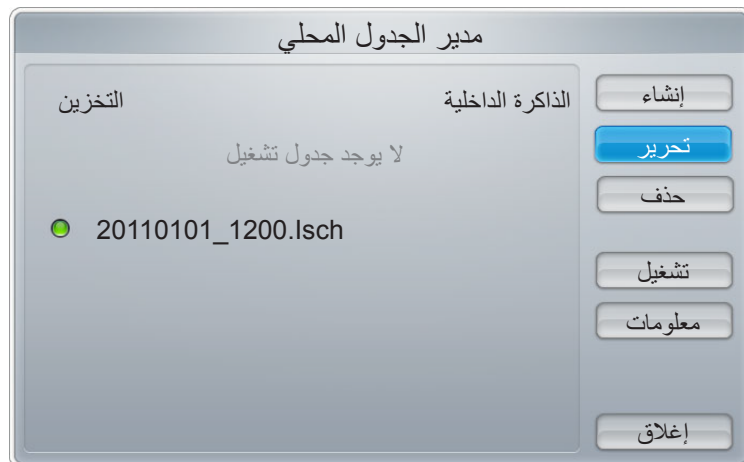 مدير الجدول المحلي
التخزين
الذاكرة الداخلية
لا يوجد جدول تشغيل
20110101_1200.lsch
إنشاء
تحرير
حذف
تشغيل
معلومات
إغلاق